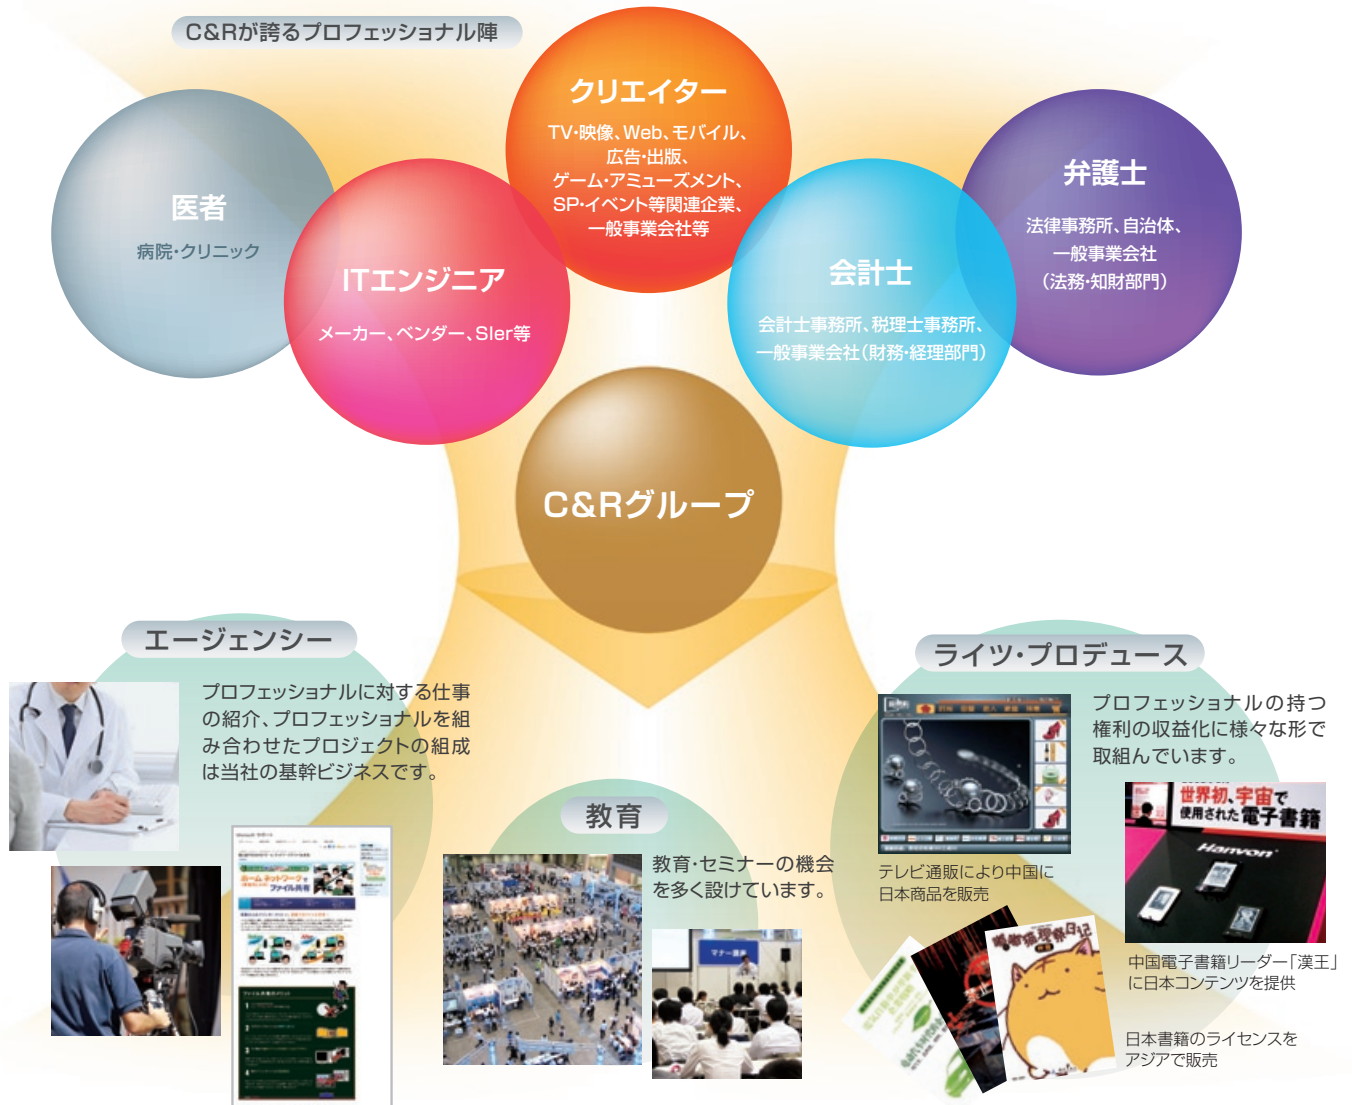 C&Rが誇るプロフェッショナル陣
クリエイター
TV・映像、Web、モバイル、
広告・出版、
ゲーム・アミューズメント、
SP・イベント等関連企業、
一般事業会社等
医者
病院・クリニック
ITエンジニア
メーカー、ベンダー、SIer等
会計士
会計士事務所、税理士事務所、
一般事業会社（財務・経理部門）
弁護士
法律事務所、自治体、
一般事業会社
（法務・知財部門）
C&Rグループ
エージェンシー
プロフェッショナルに対する仕事
の紹介、プロフェッショナルを組
み合わせたプロジェクトの組成
は当社の基幹ビジネスです。
ホームネットワークで
ファイル共有
教育
教育・セミナーの機会
を多く設けています。
マナー講座
ライツ・プロデュース
プロフェッショナルの持つ
権利の収益化に様々な形で
取組んでいます。
テレビ通販により中国に
日本商品を販売
世界初、宇宙で
使用された電子書籍
Hanvon
中国電子書籍リーダー「漢王」
に日本コンテンツを提供
日本書籍のライセンスを
アジアで販売